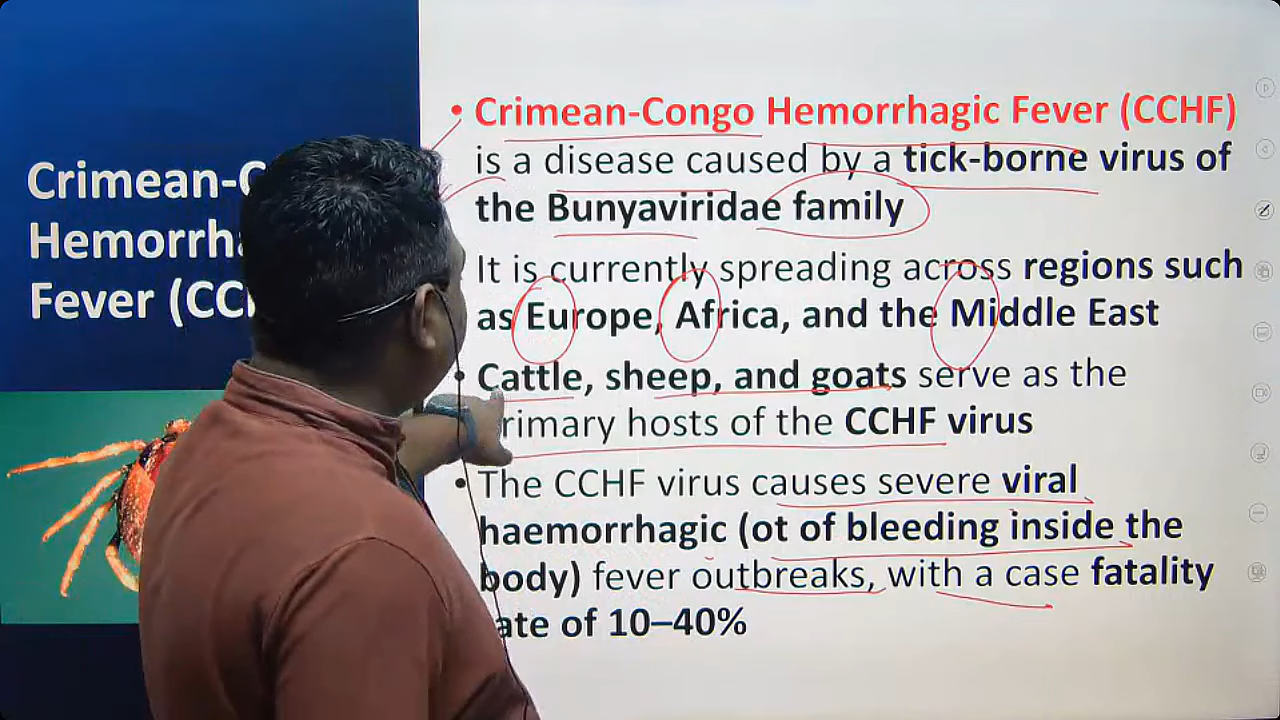 Crimean-C
Hemorrha
Fever (CC
• Crimean-Congo Hemorrhagic Fever (CCHF)
is a disease caused by a tick-borne virus of
the Bunyaviridae family
It is currently spreading across regions such
as Europe, Africa, and the Middle East
• Cattle, sheep, and goats serve as the
rimary hosts of the CCHF virus
• The CCHF virus causes severe viral
haemorrhagic (ot of bleeding inside the
body) fever outbreaks, with a case fatality
ate of 10–40%